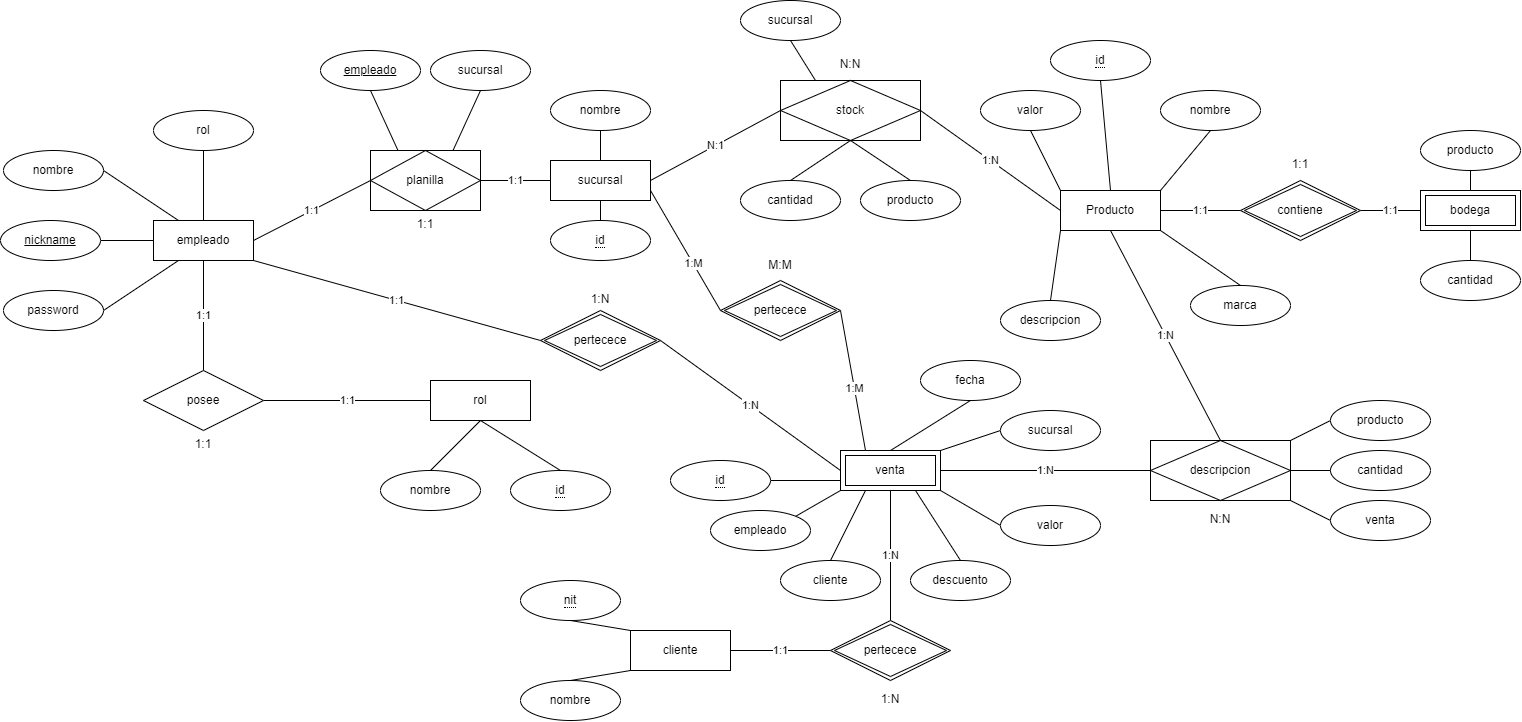 sucursal
N:N
stock
N:1
1:N
cantidad
producto
empleado
sucursal
planilla
1:1
1:1
1:1
nombre
sucursal
id
rol
nombre
nickname
password
empleado
1:1
posee
1:1
1:1
rol
nombre
id
1:1
1:N
pertecece
1:N
1:M
M:M
pertecece
1:M
id
valor
nombre
Producto
descripcion
marca
1:1
1:1
contiene
1:1
producto
bodega
cantidad
1:N
fecha
sucursal
venta
id
empleado
cliente
descuento
valor
1:N
descripcion
N:N
producto
cantidad
venta
1:N
nit
cliente
nombre
1:1
pertecece
1:N